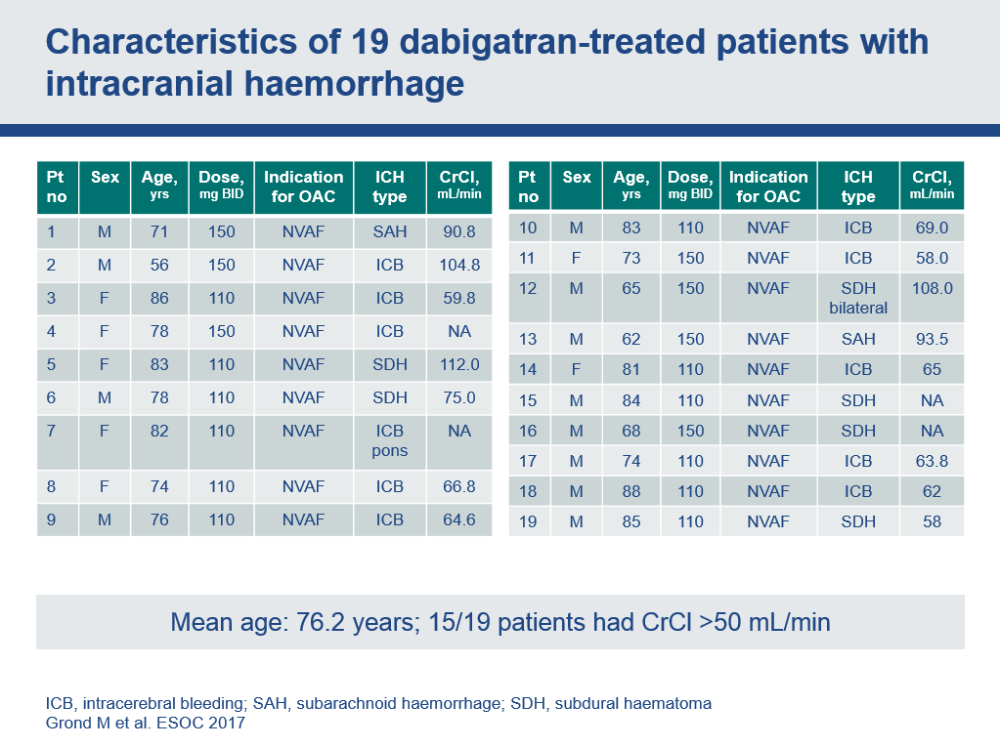 Characteristics of 19 dabigatran-treated patients with
intracranial haemorrhage
Pt no Sex Age, yrs Dose, mg BID Indication for OAC ICH type CrCl, mL/min
1 M 71 150 NVAF SAH 90.8
2 M 56 150 NVAF ICB 104.8
3 F 86 110 NVAF ICB 59.8
4 F 78 150 NVAF ICB NA
5 F 83 110 NVAF SDH 112.0
6 M 78 110 NVAF SDH 75.0
7 F 82 110 NVAF ICB pons NA
8 F 74 110 NVAF ICB 66.8
9 M 76 110 NVAF ICB 64.6
Pt no Sex Age, yrs Dose, mg BID Indication for OAC ICH type CrCl, mL/min
10 M 83 110 NVAF ICB 69.0
11 F 73 150 NVAF ICB 58.0
12 M 65 150 NVAF SDH bilateral 108.0
13 M 62 150 NVAF SAH 93.5
14 F 81 110 NVAF ICB 65
15 M 84 110 NVAF SDH NA
16 M 68 150 NVAF SDH NA
17 M 74 110 NVAF ICB 63.8
18 M 88 110 NVAF ICB 62
19 M 85 110 NVAF SDH 58
Mean age: 76.2 years; 15/19 patients had CrCl >50 mL/min
ICB, intracerebral bleeding; SAH, subarachnoid haemorrhage; SDH, subdural haematoma
Grond M et al. ESOC 2017